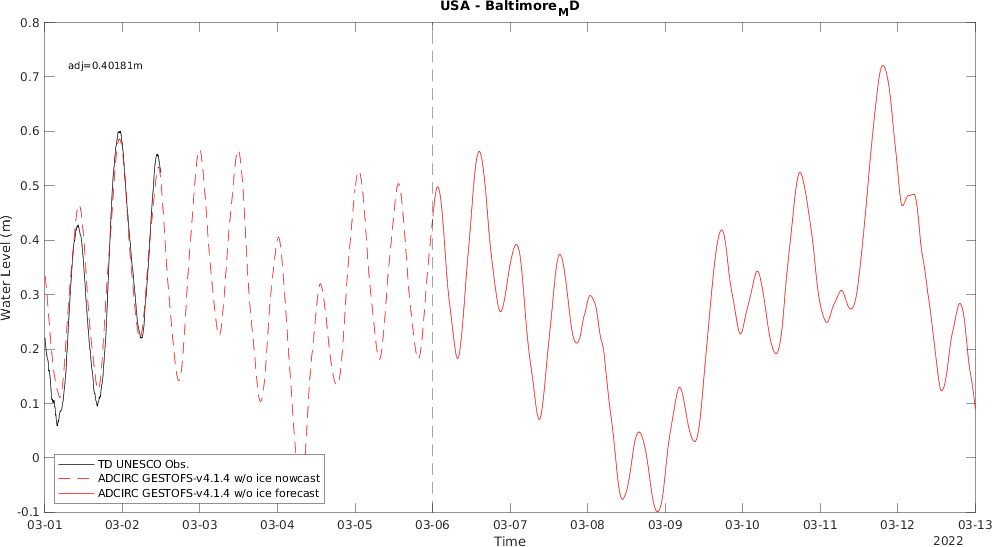 USA - Baltimore_MD
0.8
0.7
0.6
0.5
0.4
0.3
0.2
0.1
0
-0.1
Water Level (m)
adj=0.40181m
TD UNESCO Obs.
ADCIRC GESTOFS-v4.1.4 w/o ice nowcast
ADCIRC GESTOFS-v4.1.4 w/o ice forecast
03-01 03-02 03-03 03-04 03-05 03-06 03-07 03-08 03-09 03-10 03-11 03-12 03-13
Time
2022